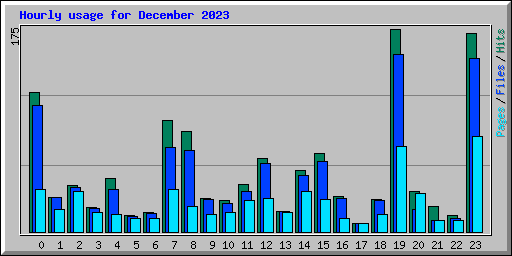 Hourly usage for December 2023
175
Pages/Files/Hits
0 1 2 3 4 5 6 7 8 9 10 11 12 13 14 15 16 17 18 19 20 21 22 23